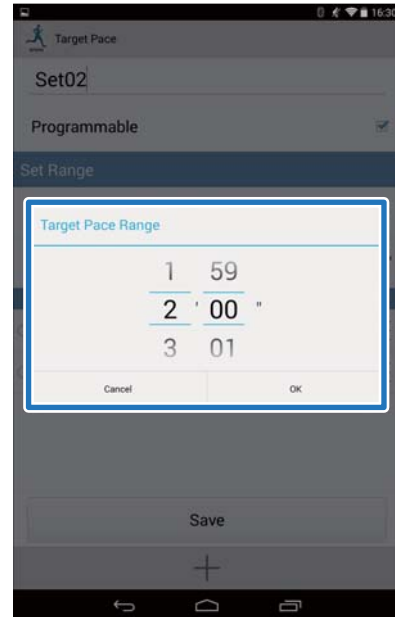 16:30
Target Pace
Set02
Programmable
Set Range
Target Pace Range
1 59
2 ' 00 "
3 01
Cancel OK
Save